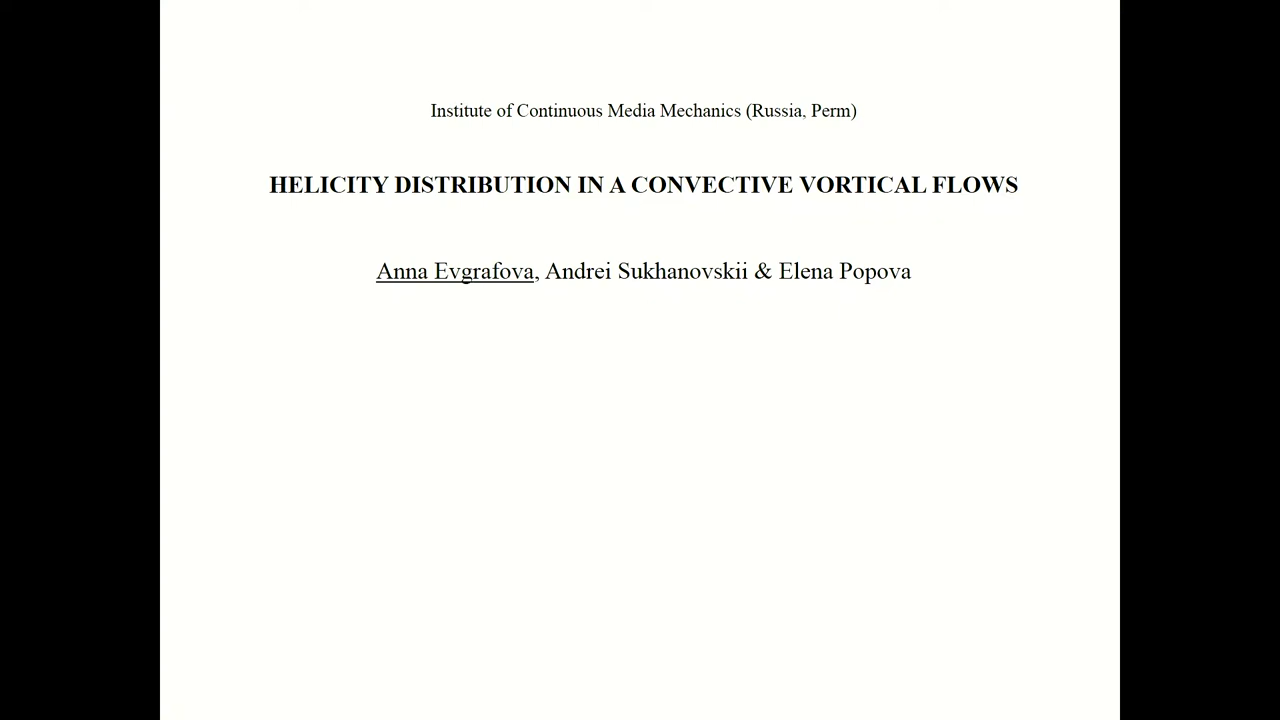 Institute of Continuous Media Mechanics (Russia, Perm)
HELICITY DISTRIBUTION IN A CONVECTIVE VORTICAL FLOWS
Anna Evgrafova, Andrei Sukhanovskii & Elena Popova